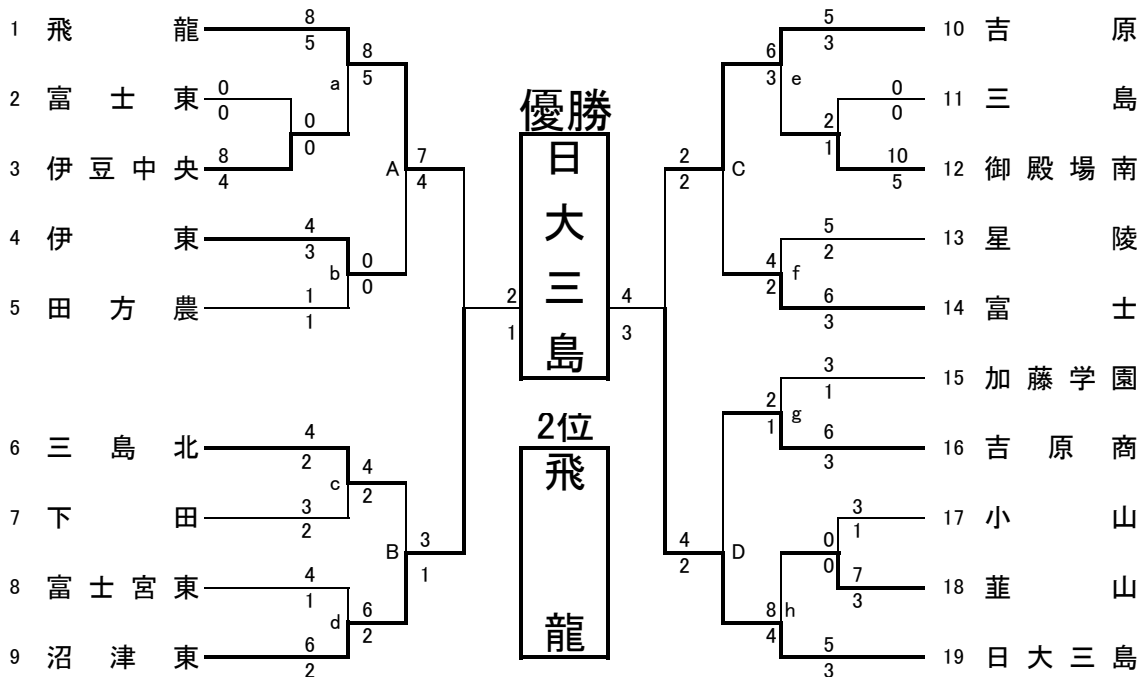 1 飛龍 8 5
8 5
a
2 富士東 0 0
0 0
3 伊豆中央 8 4
A 7 4
4 伊東 4 3
b 0 0
5 田方農 1 1
2 1
6 三島北 4 2
c 4 2
7 下田 3 2
B 3 1
8 富士宮東 4 1
d 6 2
9 沼津東 6 2
優勝
日大三島
2位
飛龍
5 3 10 吉原
6 3 e
0 0 11 三島
2 1
10 5 12 御殿場南
2 2 C
5 2 13 星陵
4 2 f
6 3 14 富士
4 3
3 1 15 加藤学園
2 1 g
6 3 16 吉原商
4 2 D
3 1 17 小山
0 0
7 3 18 韮山
8 4 h
5 3 19 日大三島